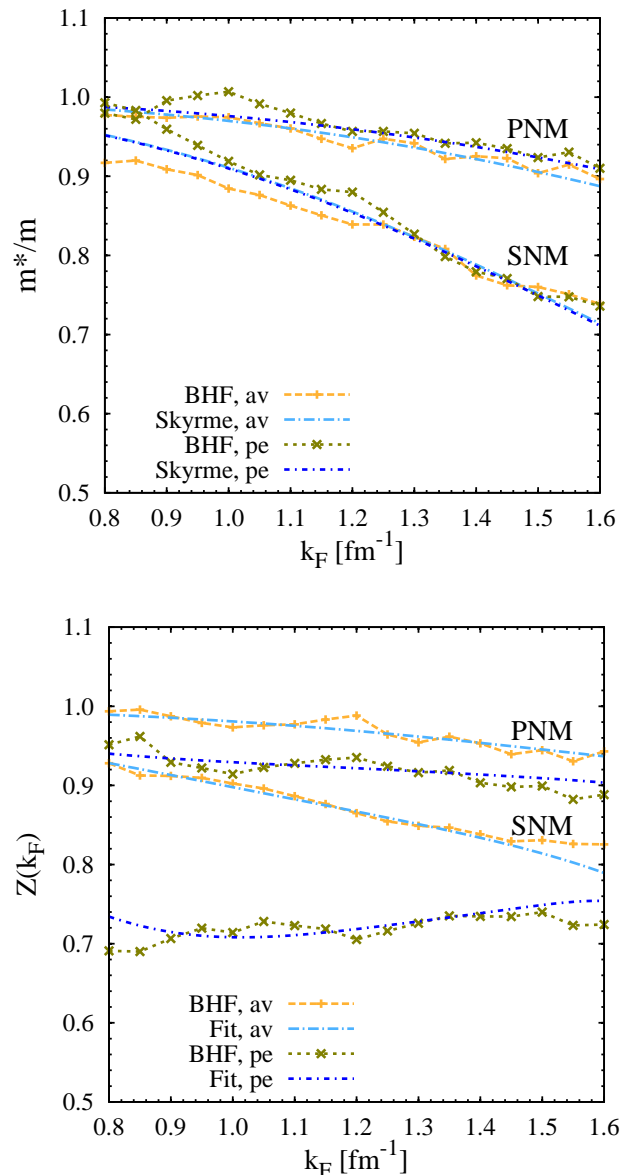 1.1
1.0
0.9
0.8
0.7
0.6
0.5
m*/m
PNM
SNM
BHF, av
Skyrme, av
BHF, pe
Skyrme, pe
0.8 0.9 1.0 1.1 1.2 1.3 1.4 1.5 1.6
k_F [fm^-1]
1.1
1.0
0.9
0.8
0.7
0.6
0.5
Z(k_F)
PNM
SNM
BHF, av
Fit, av
BHF, pe
Fit, pe
0.8 0.9 1.0 1.1 1.2 1.3 1.4 1.5 1.6
k_F [fm^-1]